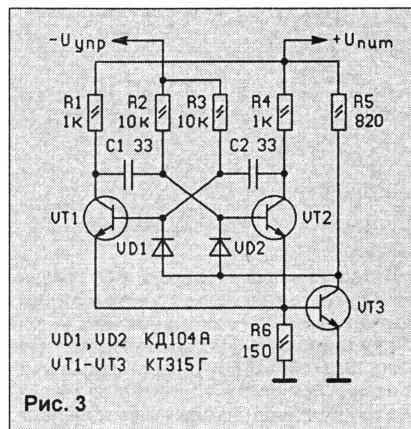 -Uупр
+Uпит
R1 1к
R2 10к
R3 10к
R4 1к
R5 820
C1 33
C2 33
VT1
VT2
VD1
VD2
VT3
R6 150
VD1,VD2 КД104А
VT1-VT3 КТ315Г
Рис. 3